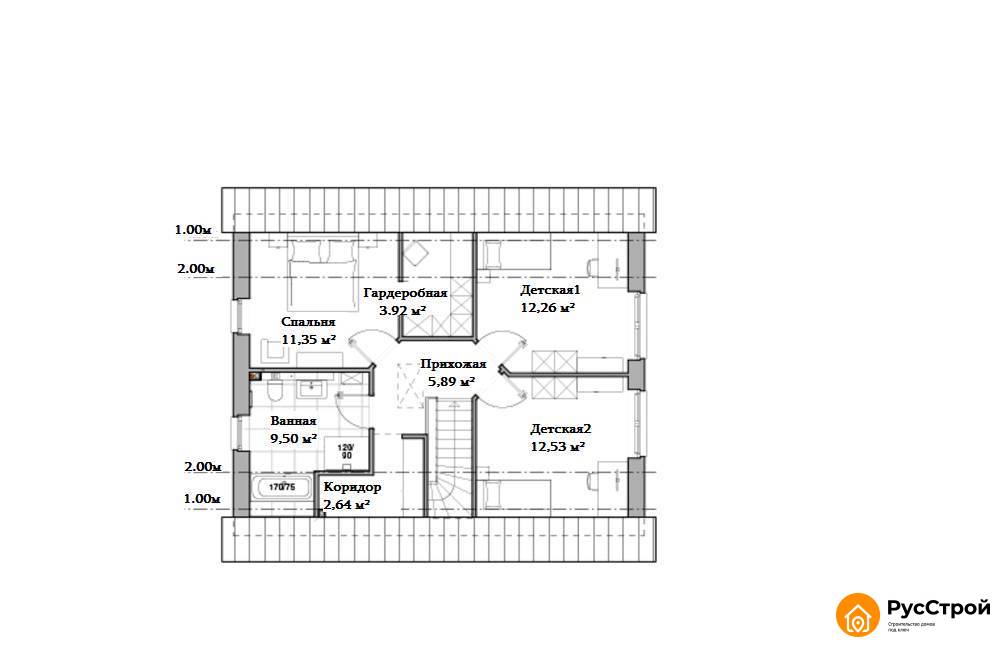 1.00м
2.00м
Гардеробная
3.92 м²
Детская1
12,26 м²
Спальня
11,35 м²
Прихожая
5,89 м²
Ванная
9,50 м²
Детская2
12,53 м²
120/
90
2.00м
170/75
Коридор
2,64 м²
1.00м
РусСтрой
Строительство домов
под ключ